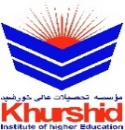 مؤسسه تحصیلات عالی خورشید
Khurshid
Institute of higher Education